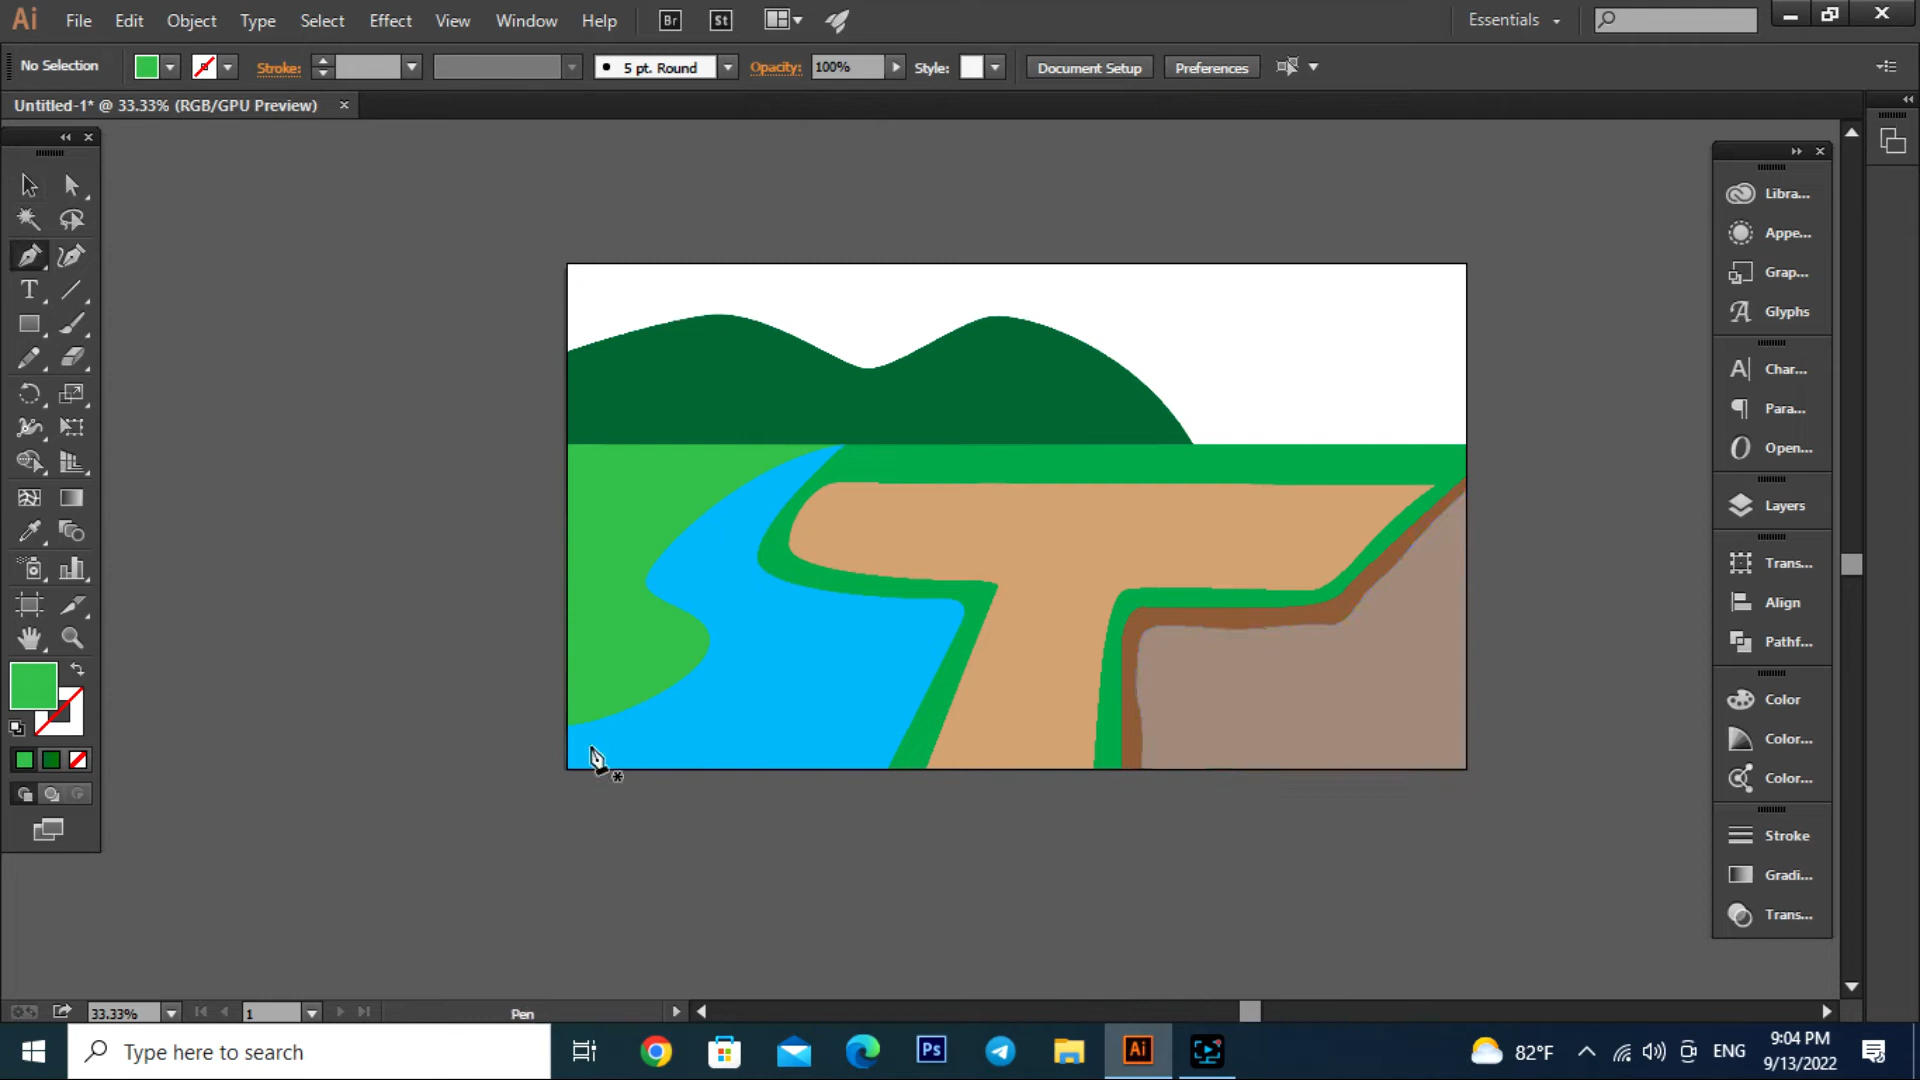 Ai File Edit Object Type Select Effect View Window Help Br St Essentials
No Selection Stroke: 5 pt. Round Opacity: 100% Style: Document Setup Preferences
Untitled-1* @ 33.33% (RGB/GPU Preview)
Libra...
Appe...
Grap...
Glyphs
Char...
Para...
Open...
Layers
Trans...
Align
Pathf...
Color
Color...
Color...
Stroke
Gradi...
Trans...
33.33% 1 Pen
Type here to search Ps Ai 82°F ENG 9:04 PM
9/13/2022